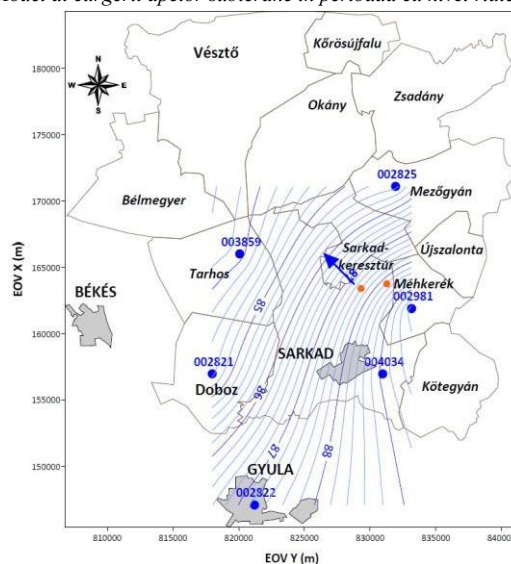 Kőrösújfalu
Vésztő
180000
N
W E
S
Zsadány
Okány
175000
002825
Mezőgyán
170000
Bélmegyer
003859
Sarkad-
keresztúr
Újszalonta
EOV X (m)
165000
Tarhos
87
Méhkerék
85
002981
BÉKÉS
160000
002821
SARKAD
004034
Doboz
86
Kötegyán
155000
87
88
150000
GYULA
002822
810000 815000 820000 825000 830000 835000 84000
EOV Y (m)